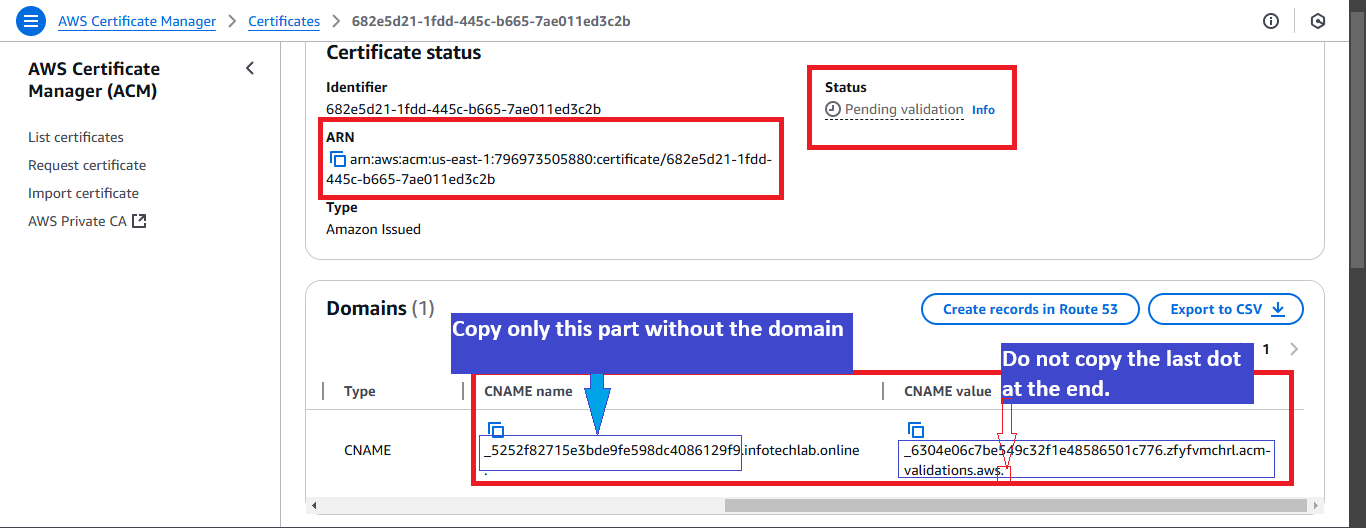 AWS Certificate Manager > Certificates > 682e5d21-1fdd-445c-b665-7ae011ed3c2b
AWS Certificate
Manager (ACM)
List certificates
Request certificate
Import certificate
AWS Private CA
Certificate status
Identifier
682e5d21-1fdd-445c-b665-7ae011ed3c2b
ARN
arn:aws:acm:us-east-1:796973505880:certificate/682e5d21-1fdd-
445c-b665-7ae011ed3c2b
Type
Amazon Issued
Status
Pending validation Info
Domains (1)
Create records in Route 53
Export to CSV
Copy only this part without the domain
1
Do not copy the last dot
at the end.
Type
CNAME name
CNAME value
CNAME
_5252f82715e3bde9fe598dc4086129f9.infotechlab.online
.
_6304e06c7be549c32f1e48586501c776.zfyfvmchrl.acm-
validations.aws.